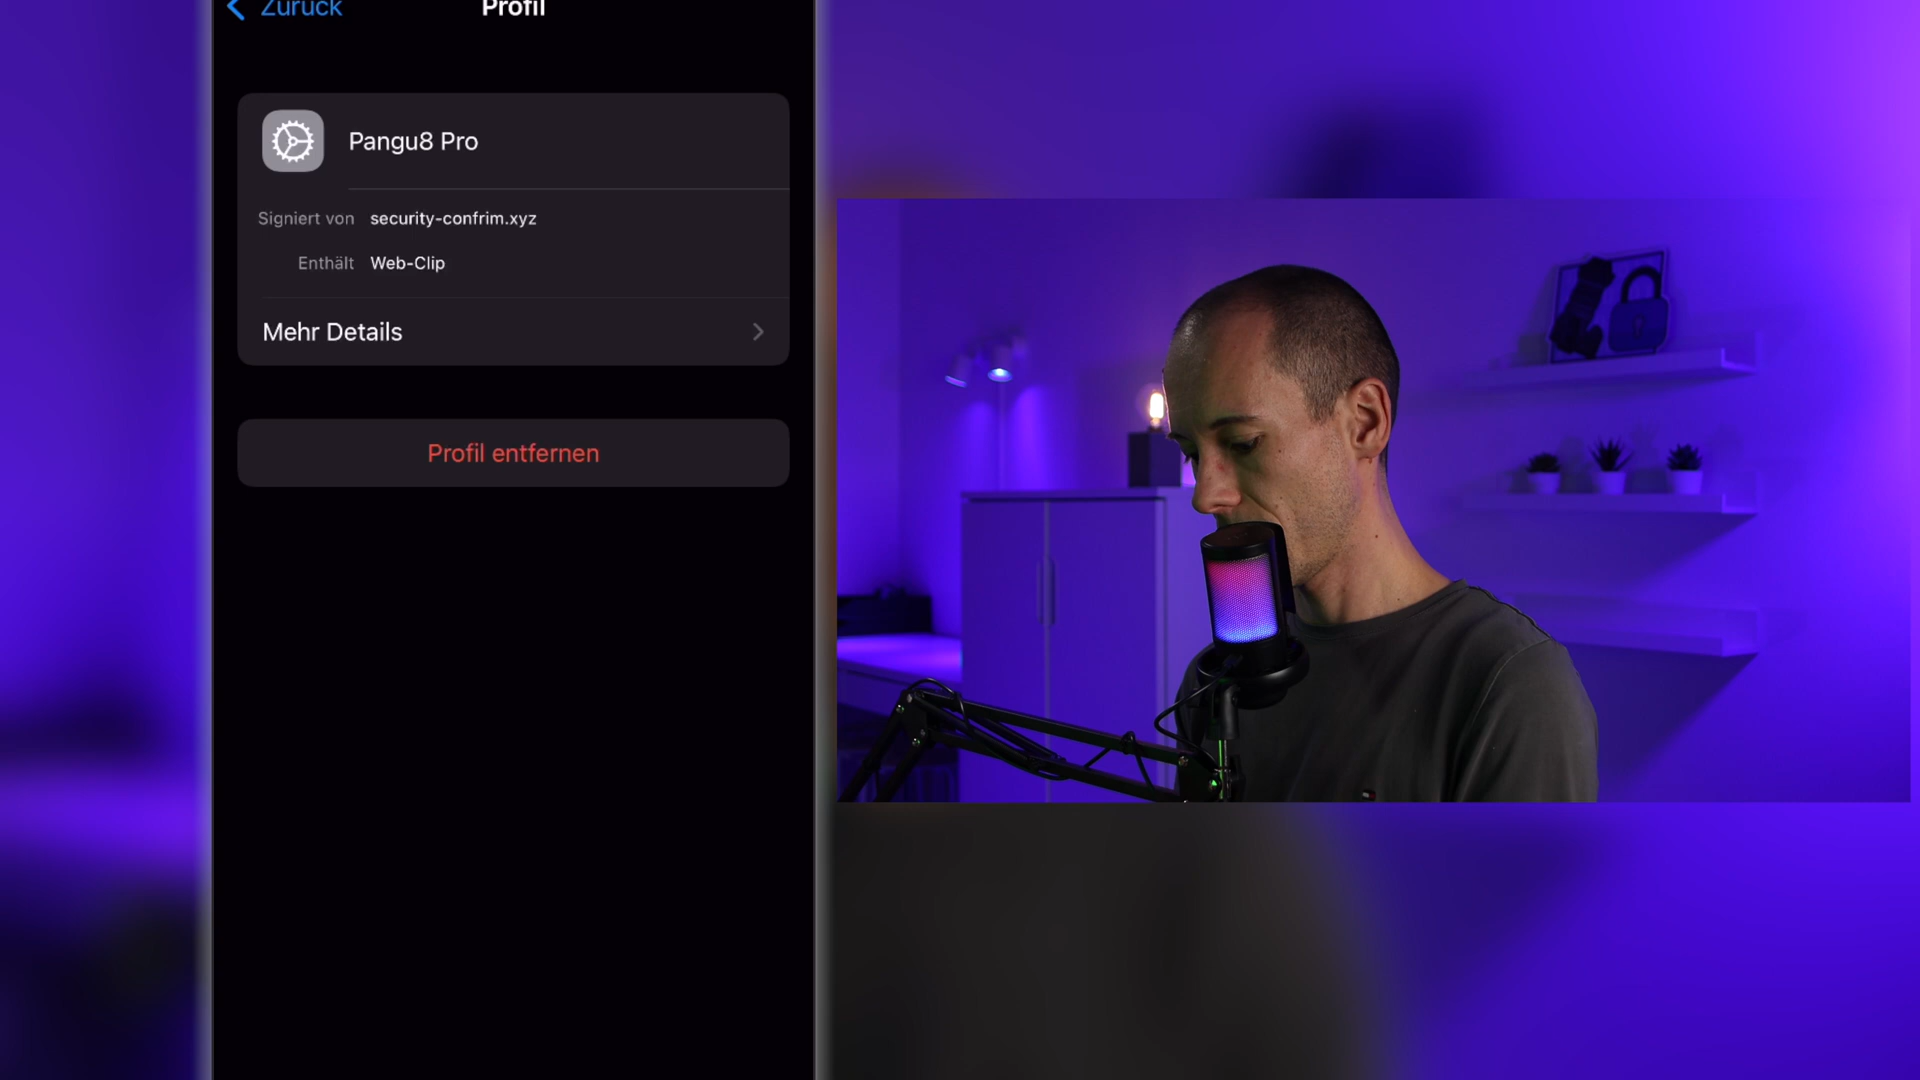 Zurück
Profil
Pangu8 Pro
Signiert von security-confrim.xyz
Enthält Web-Clip
Mehr Details
Profil entfernen